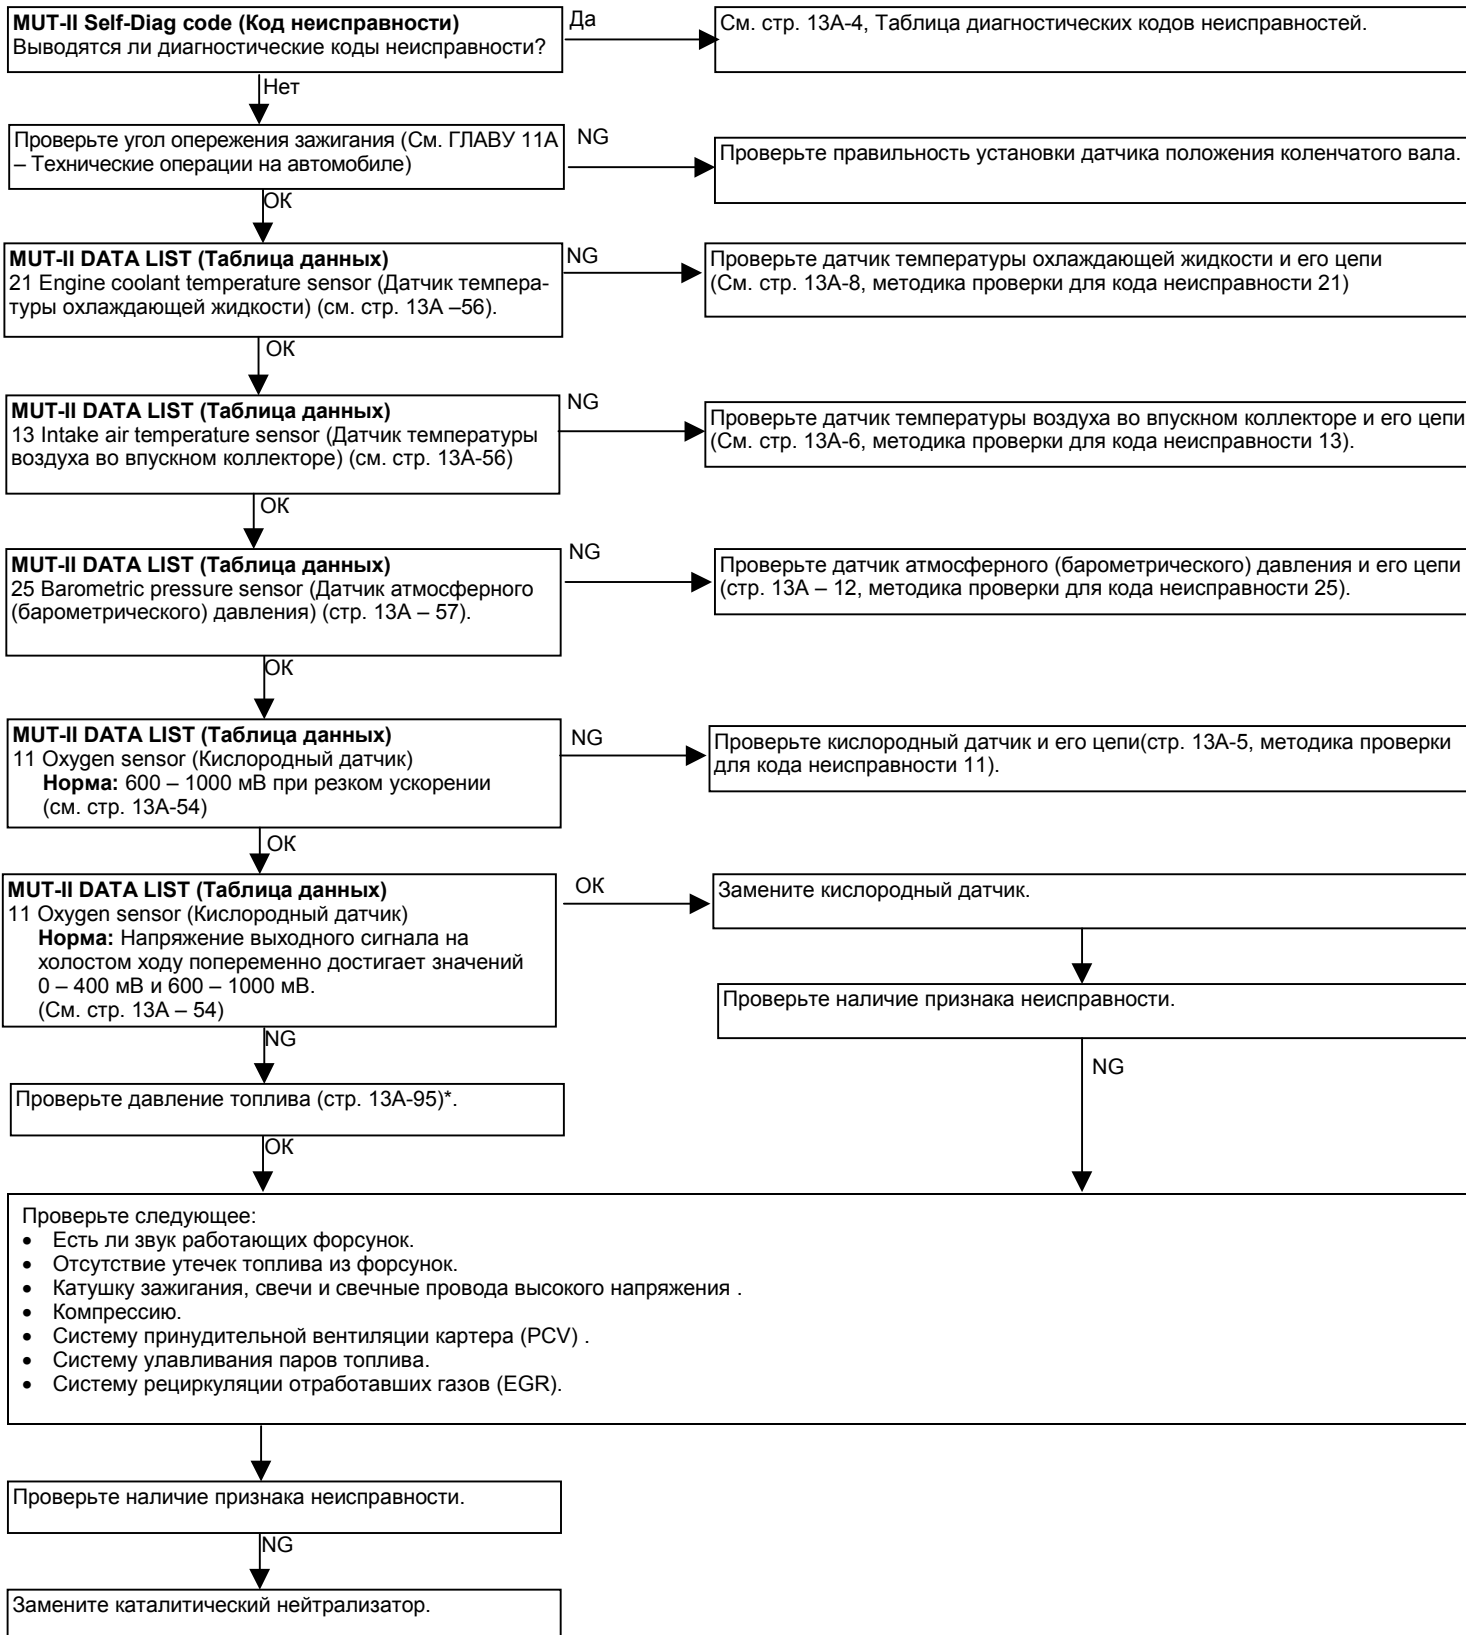 MUT-II Self-Diag code (Код неисправности)
Выводятся ли диагностические коды неисправности?
Да
См. стр. 13А-4, Таблица диагностических кодов неисправностей.
Нет
Проверьте угол опережения зажигания (См. ГЛАВУ 11А
– Технические операции на автомобиле)
NG
Проверьте правильность установки датчика положения коленчатого вала.
ОК
MUT-II DATA LIST (Таблица данных)
21 Engine coolant temperature sensor (Датчик темпера-
туры охлаждающей жидкости) (см. стр. 13А –56).
NG
Проверьте датчик температуры охлаждающей жидкости и его цепи
(См. стр. 13А-8, методика проверки для кода неисправности 21)
ОК
MUT-II DATA LIST (Таблица данных)
13 Intake air temperature sensor (Датчик температуры
воздуха во впускном коллекторе) (см. стр. 13А-56)
NG
Проверьте датчик температуры воздуха во впускном коллекторе и его цепи
(См. стр. 13А-6, методика проверки для кода неисправности 13).
ОК
MUT-II DATA LIST (Таблица данных)
25 Barometric pressure sensor (Датчик атмосферного
(барометрического) давления) (стр. 13А – 57).
NG
Проверьте датчик атмосферного (барометрического) давления и его цепи
(стр. 13А – 12, методика проверки для кода неисправности 25).
ОК
MUT-II DATA LIST (Таблица данных)
11 Oxygen sensor (Кислородный датчик)
Норма: 600 – 1000 мВ при резком ускорении
(см. стр. 13А-54)
NG
Проверьте кислородный датчик и его цепи(стр. 13А-5, методика проверки
для кода неисправности 11).
ОК
MUT-II DATA LIST (Таблица данных)
11 Oxygen sensor (Кислородный датчик)
Норма: Напряжение выходного сигнала на
холостом ходу попеременно достигает значений
0 – 400 мВ и 600 – 1000 мВ.
(См. стр. 13А – 54)
ОК
Замените кислородный датчик.
Проверьте наличие признака неисправности.
NG
NG
Проверьте давление топлива (стр. 13А-95)*.
ОК
Проверьте следующее:
• Есть ли звук работающих форсунок.
• Отсутствие утечек топлива из форсунок.
• Катушку зажигания, свечи и свечные провода высокого напряжения .
• Компрессию.
• Систему принудительной вентиляции картера (PCV) .
• Систему улавливания паров топлива.
• Систему рециркуляции отработавших газов (EGR).
Проверьте наличие признака неисправности.
NG
Замените каталитический нейтрализатор.